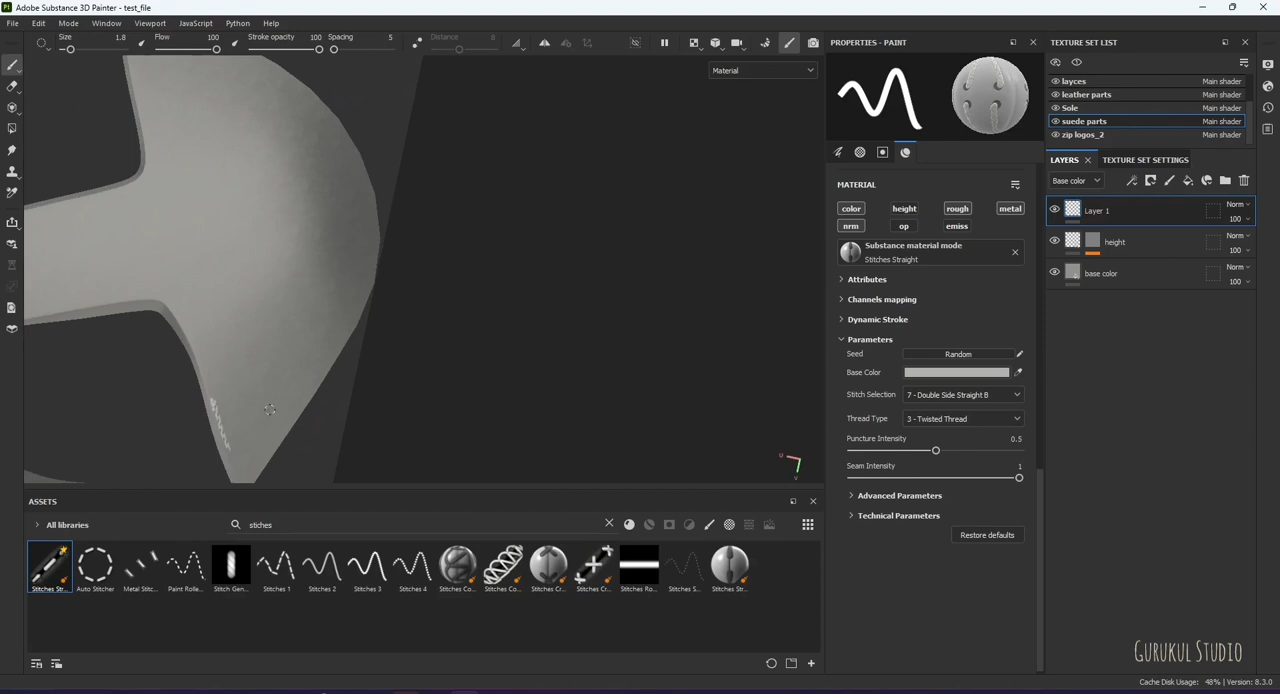 Pt Adobe Substance 3D Painter - test_file
File Edit Mode Window Viewport JavaScript Python Help
Size 1.8 Flow 100 Stroke opacity 100 Spacing 5 Distance 8
Material
PROPERTIES - PAINT
MATERIAL
color height rough metal
nrm op emiss
Substance material mode
Stitches Straight
Attributes
Channels mapping
Dynamic Stroke
Parameters
Seed Random
Base Color
Stitch Selection 7 - Double Side Straight B
Thread Type 3 - Twisted Thread
Puncture Intensity 0.5
Seam Intensity 1
Advanced Parameters
Technical Parameters
Restore defaults
TEXTURE SET LIST
layces Main shader
leather parts Main shader
Sole Main shader
suede parts Main shader
zip logos_2 Main shader
LAYERS TEXTURE SET SETTINGS
Base color
Layer 1 Norm 100
height Norm 100
base color Norm 100
U
V
ASSETS
All libraries stiches
Stitches Str... Auto Stitcher Metal Stitc... Paint Rolle... Stitch Gen... Stitches 1 Stitches 2 Stitches 3 Stitches 4 Stitches Co... Stitches Co... Stitches Cr... Stitches Cr... Stitches Ro... Stitches S... Stitches Str...
GURUKUL STUDIO
Cache Disk Usage: 48% | Version: 8.3.0